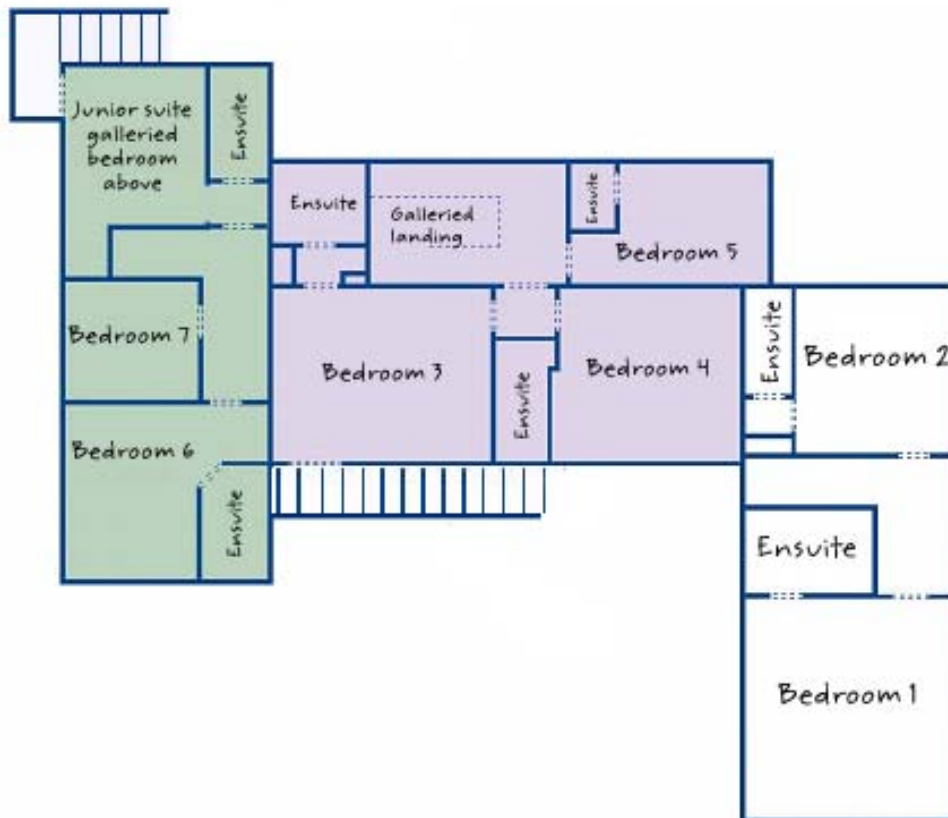 Junior suite
galleried
bedroom
above
Ensuite
Ensuite
Galleried
landing
Ensuite
Bedroom 5
Bedroom 7
Bedroom 3
Bedroom 4
Ensuite
Ensuite
Bedroom 2
Bedroom 6
Ensuite
Ensuite
Bedroom 1